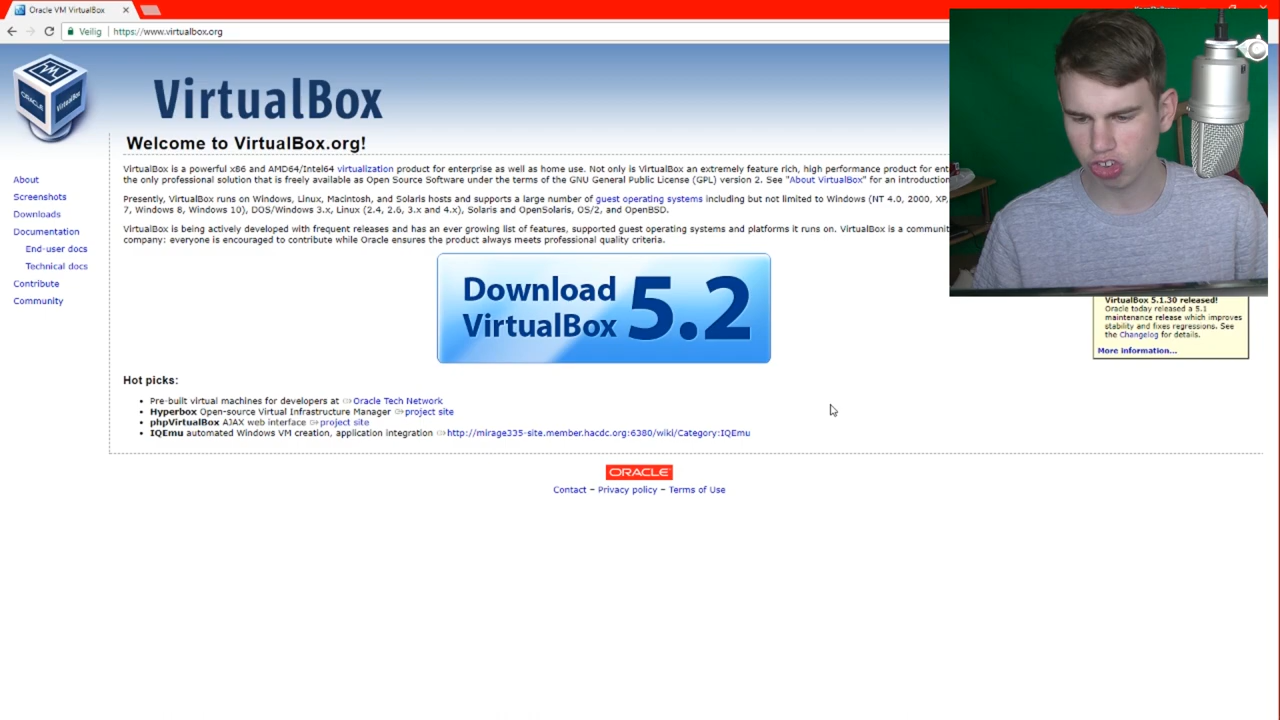 Oracle VM VirtualBox
Veilig | https://www.virtualbox.org
VirtualBox
Welcome to VirtualBox.org!
About
Screenshots
Downloads
Documentation
End-user docs
Technical docs
Contribute
Community
VirtualBox is a powerful x86 and AMD64/Intel64 virtualization product for enterprise as well as home use. Not only is VirtualBox an extremely feature rich, high performance product for
the only professional solution that is freely available as Open Source Software under the terms of the GNU General Public License (GPL) version 2. See "About VirtualBox" for an introduction
Presently, VirtualBox runs on Windows, Linux, Macintosh, and Solaris hosts and supports a large number of guest operating systems including but not limited to Windows (NT 4.0, 2000, XP,
7, Windows 8, Windows 10), DOS/Windows 3.x, Linux (2.4, 2.6, 3.x and 4.x), Solaris and OpenSolaris, OS/2, and OpenBSD.
VirtualBox is being actively developed with frequent releases and has an ever growing list of features, supported guest operating systems and platforms it runs on. VirtualBox is a
company: everyone is encouraged to contribute while Oracle ensures the product always meets professional quality criteria.
Download
VirtualBox 5.2
VirtualBox 5.1.30 released!
Oracle today released a 5.1
maintenance release which improves
stability and fixes regressions. See
the Changelog for details.
More information...
Hot picks:
Pre-built virtual machines for developers at Oracle Tech Network
Hyperbox Open-source Virtual Infrastructure Manager project site
phpVirtualBox AJAX web interface project site
IQEmu automated Windows VM creation, application integration http://mirage335-site.member.hacdc.org:6380/wiki/Category:IQEmu
ORACLE
Contact – Privacy policy – Terms of Use